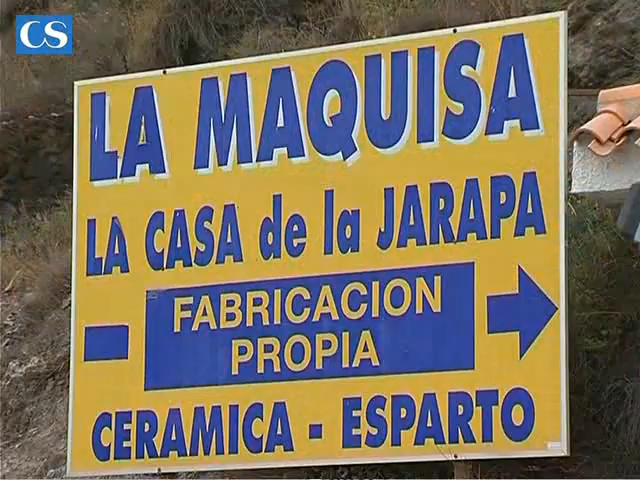 CS
LA MAQUISA
LA CASA de la JARAPA
FABRICACION
PROPIA
CERAMICA - ESPARTO